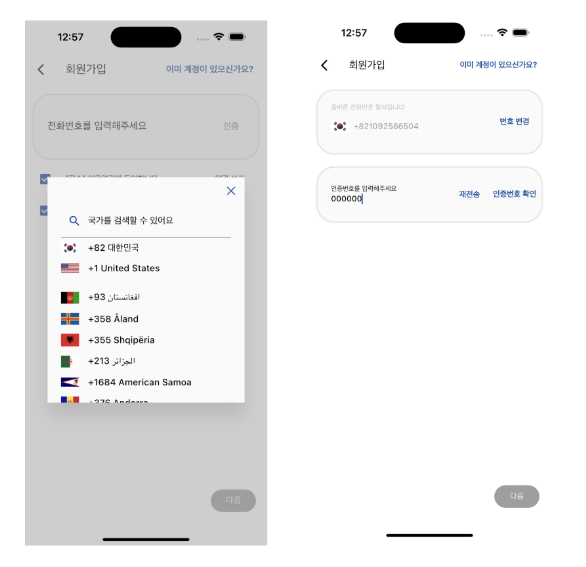 12:57
회원가입
이미 계정이 있으신가요?
전화번호를 입력해주세요
인증
국가를 검색할 수 있어요
+82 대한민국
+1 United States
افغانستان +93
+358 Åland
+355 Shqipëria
الجزائر +213
+1684 American Samoa
+376 Andorra
다음
12:57
회원가입
이미 계정이 있으신가요?
올바른 전화번호 형식입니다
+821092566504
번호 변경
인증번호를 입력해주세요
000000
재전송
인증번호 확인
다음